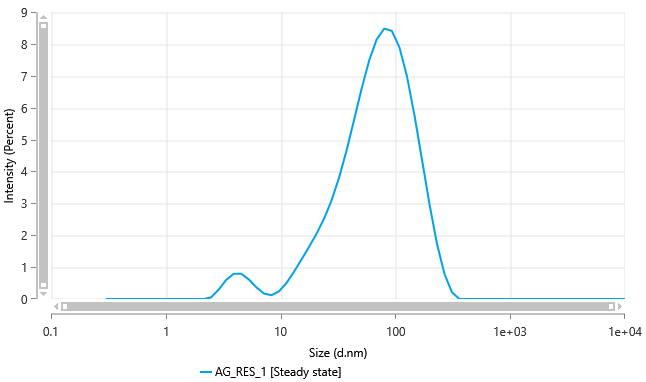 9
8
7
6
5
4
3
2
1
0
Intensity (Percent)
0.1 1 10 100 1e+03 1e+04
Size (d.nm)
AG_RES_1 [Steady state]